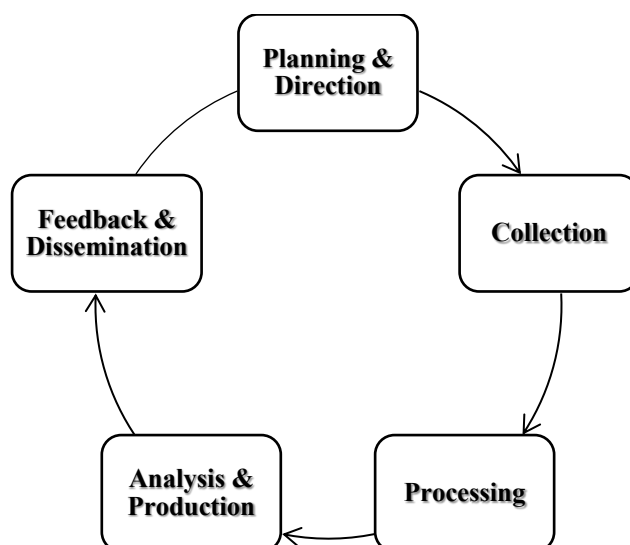 Planning &
Direction
Collection
Processing
Analysis &
Production
Feedback &
Dissemination